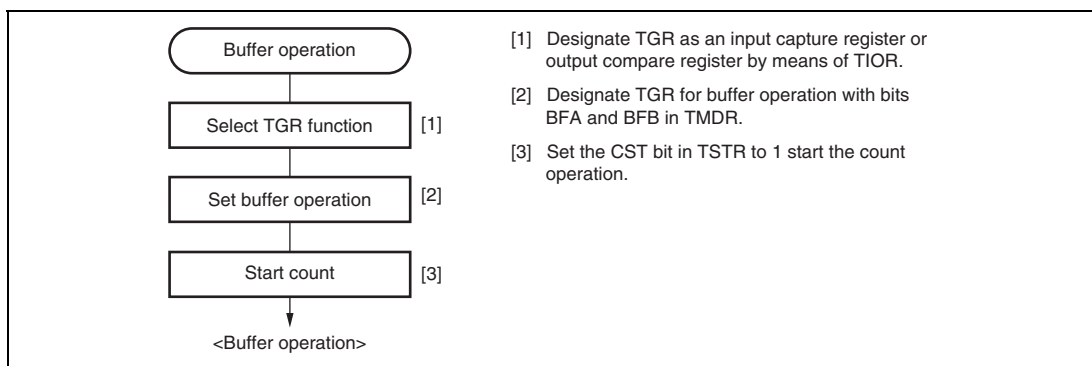 Buffer operation
Select TGR function
[1]
Set buffer operation
[2]
Start count
[3]
<Buffer operation>
[1] Designate TGR as an input capture register or
output compare register by means of TIOR.
[2] Designate TGR for buffer operation with bits
BFA and BFB in TMDR.
[3] Set the CST bit in TSTR to 1 start the count
operation.